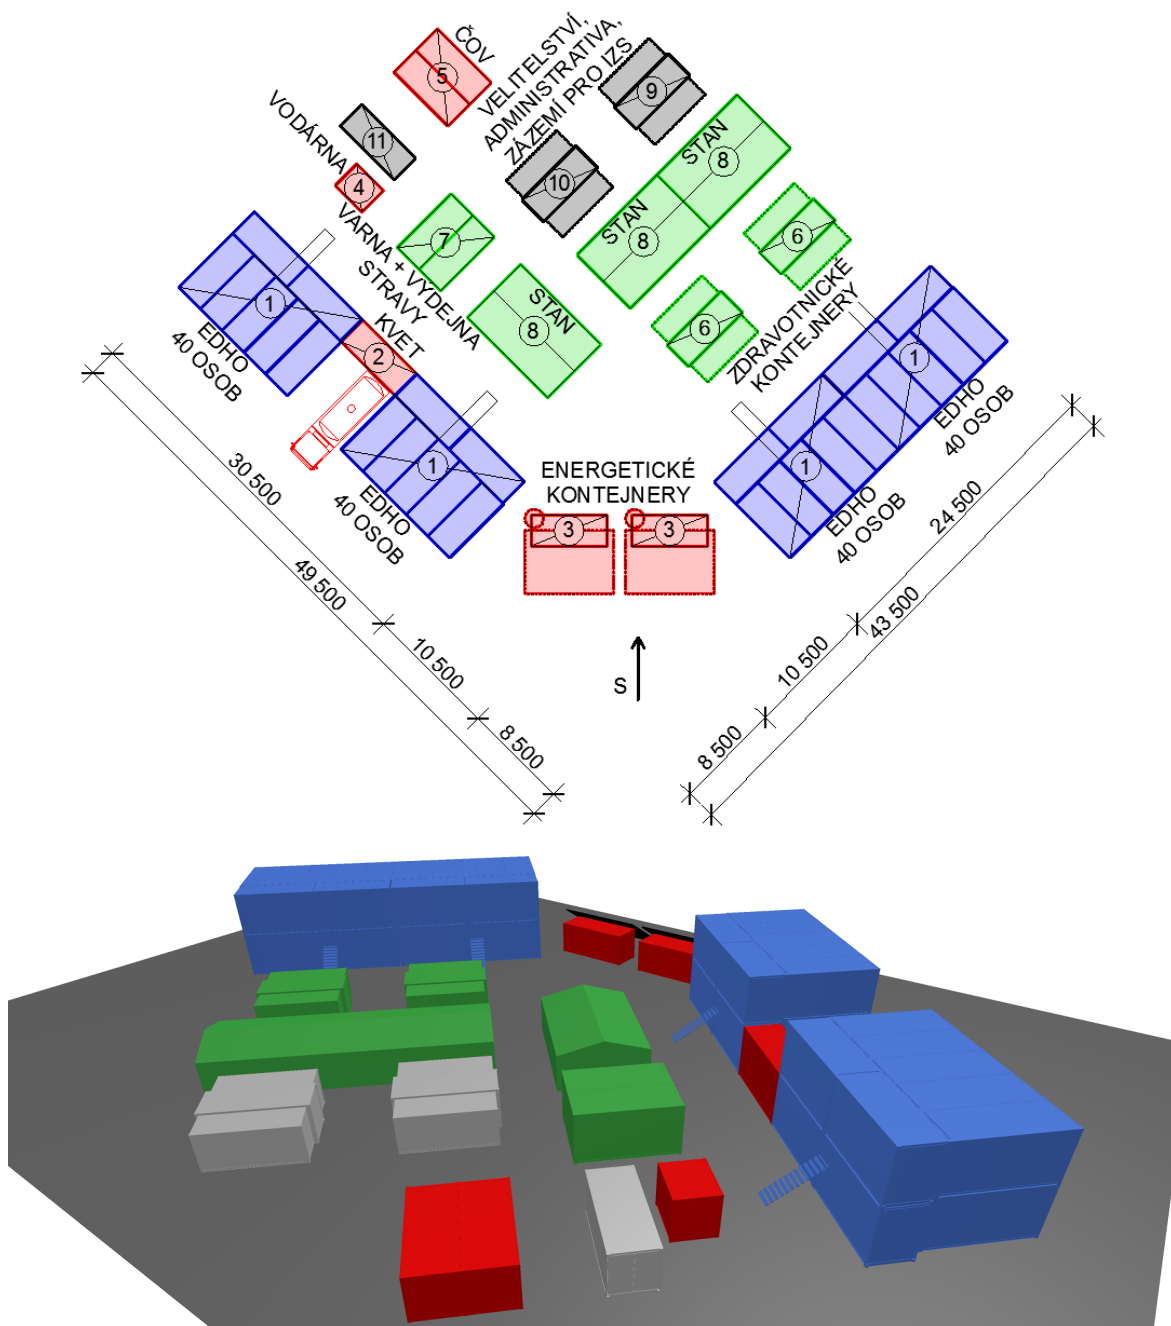 ČOV
5
VELITELSTVÍ,
ADMINISTRATIVA,
ZÁZEMÍ PRO IZS
9
10
VODÁRNA
11
4
STAN
8
STAN
8
6
6
ZDRAVOTNICKÉ
KONTEJNERY
7
VARNA + VÝDEJNA
STRAVY
STAN
8
KVET
2
1
EDHO
40 OSOB
1
EDHO
40 OSOB
1
EDHO
40 OSOB
1
EDHO
40 OSOB
ENERGETICKÉ
KONTEJNERY
3
3
S
30 500
49 500
10 500
8 500
24 500
43 500
10 500
8 500